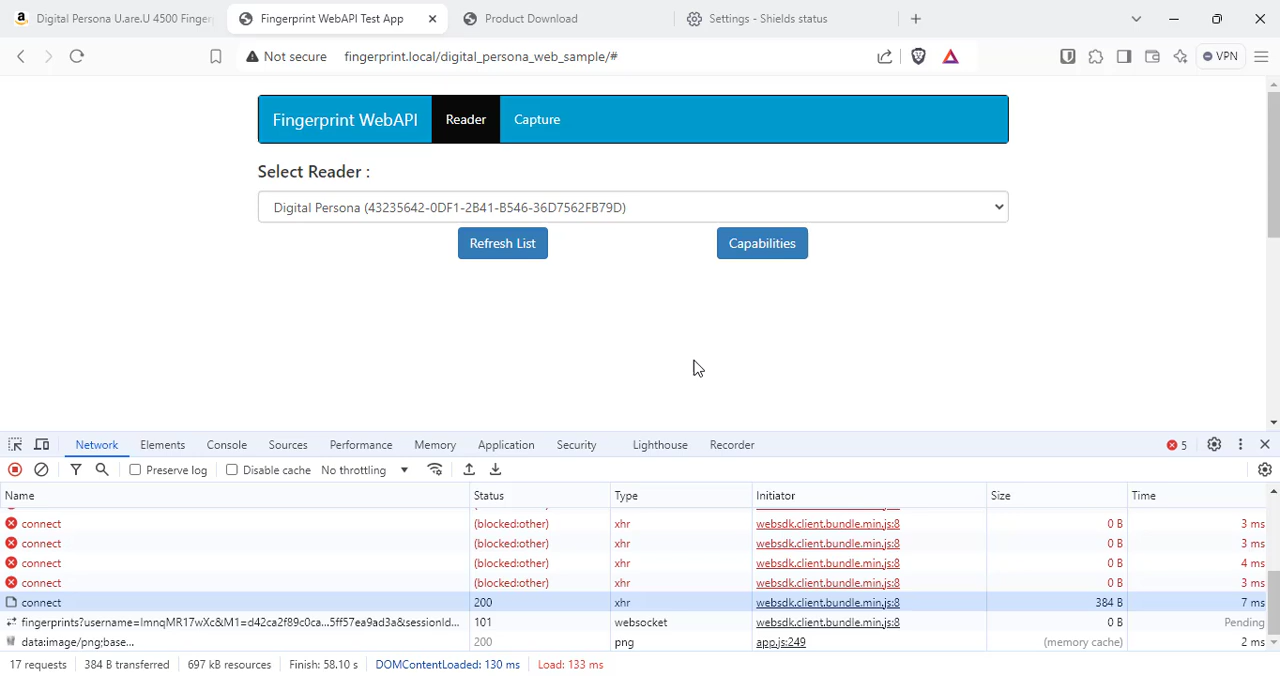 Digital Persona U.are.U 4500 Finger
Fingerprint WebAPI Test App
Product Download
Settings - Shields status
Not secure
fingerprint.local/digital_persona_web_sample/#
VPN
Fingerprint WebAPI
Reader
Capture
Select Reader :
Digital Persona (43235642-0DF1-2B41-B546-36D7562FB79D)
Refresh List
Capabilities
Network
Elements
Console
Sources
Performance
Memory
Application
Security
Lighthouse
Recorder
5
Preserve log
Disable cache
No throttling
Name Status Type Initiator Size Time
connect (blocked:other) xhr websdk.client.bundle.min.js:8 0 B 3 ms
connect (blocked:other) xhr websdk.client.bundle.min.js:8 0 B 3 ms
connect (blocked:other) xhr websdk.client.bundle.min.js:8 0 B 4 ms
connect (blocked:other) xhr websdk.client.bundle.min.js:8 0 B 3 ms
connect 200 xhr websdk.client.bundle.min.js:8 384 B 7 ms
fingerprints?username=ImnqMR17wXc&M1=d42ca2f89c0ca...5ff57ea9ad3a&sessionId... 101 websocket websdk.client.bundle.min.js:8 0 B Pending
data:image/png;base... 200 png app.js:249 (memory cache) 2 ms
17 requests
384 B transferred
697 kB resources
Finish: 58.10 s
DOMContentLoaded: 130 ms
Load: 133 ms